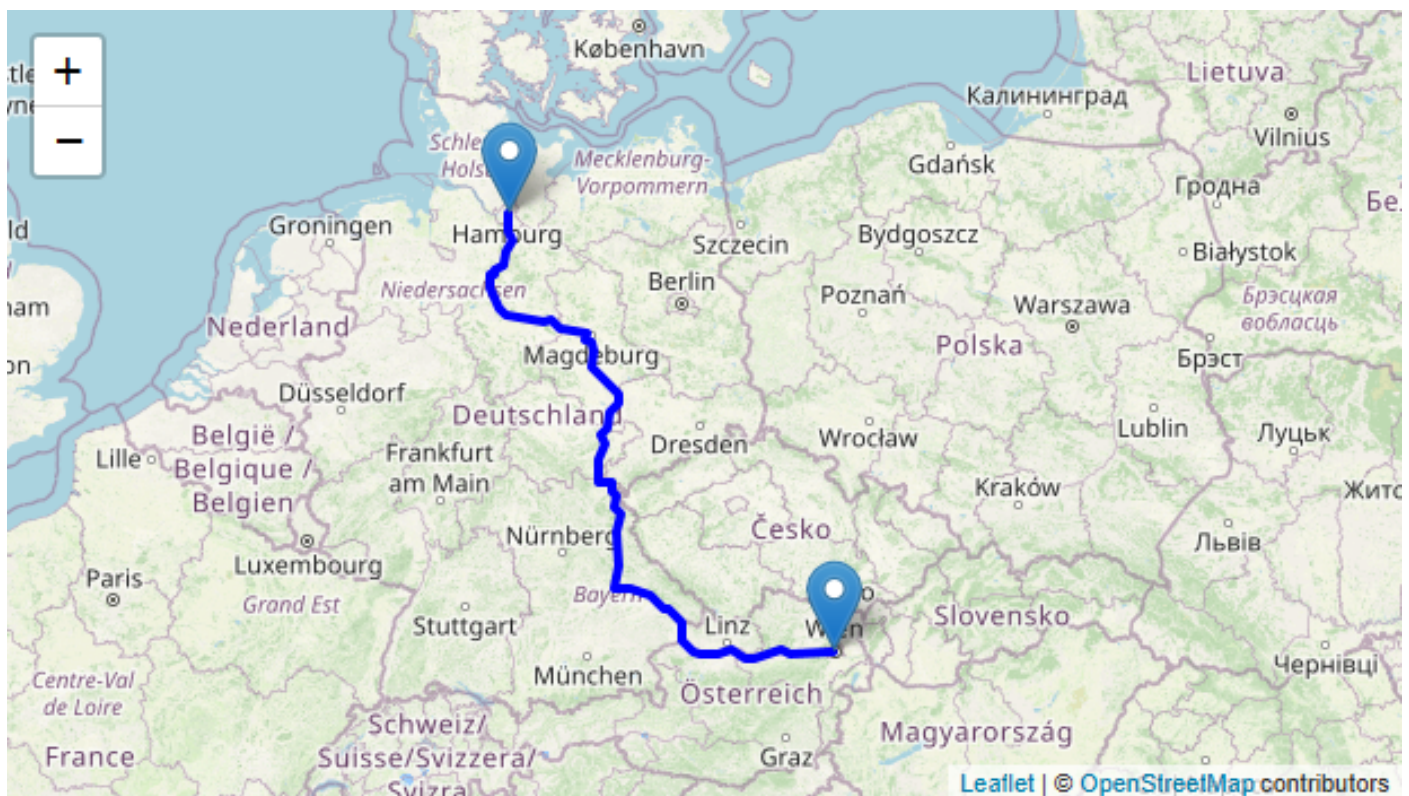 +
−
København
Lietuva
Калининград
Vilnius
Schle
Hols
Mecklenburg-
Vorpommern
Gdańsk
Гродна
Groningen
Hamburg
Szczecin
Bydgoszcz
Białystok
Berlin
Niedersachsen
Poznań
Warszawa
Брэсцкая
вобласць
Nederland
Magdeburg
Polska
Брэст
Düsseldorf
Deutschland
België /
Belgique /
Belgien
Lille
Frankfurt
am Main
Dresden
Wrocław
Lublin
Луцьк
Kraków
Жито
Nürnberg
Česko
Львів
Luxembourg
Paris
Grand Est
Bayern
Stuttgart
Linz
Wien
Slovensko
München
Österreich
Чернівці
Centre-Val
de Loire
France
Schweiz/
Suisse/Svizzera/
Svizra
Graz
Magyarország
Leaflet | © OpenStreetMap contributors